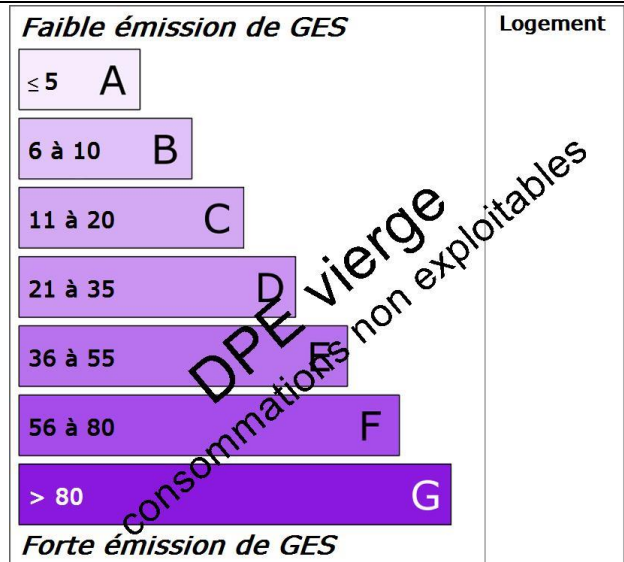 Faible émission de GES
Logement
≤ 5 A
6 à 10 B
11 à 20 C
21 à 35 D
36 à 55 E
56 à 80 F
> 80 G
Forte émission de GES
DPE vierge
consommations non exploitables